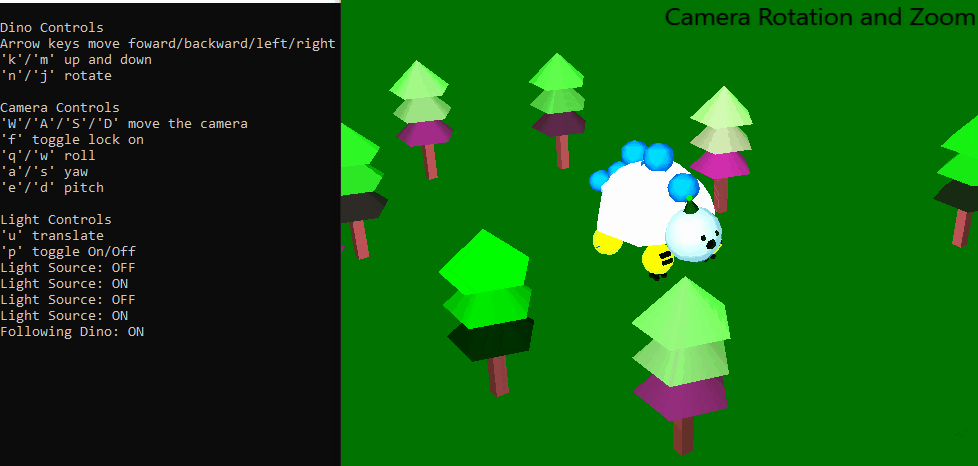 Dino Controls
Arrow keys move foward/backward/left/right
'k'/'m' up and down
'n'/'j' rotate
Camera Controls
'W'/'A'/'S'/'D' move the camera
'f' toggle lock on
'q'/'w' roll
'a'/'s' yaw
'e'/'d' pitch
Light Controls
'u' translate
'p' toggle On/Off
Light Source: OFF
Light Source: ON
Light Source: OFF
Light Source: ON
Following Dino: ON
Camera Rotation and Zoom